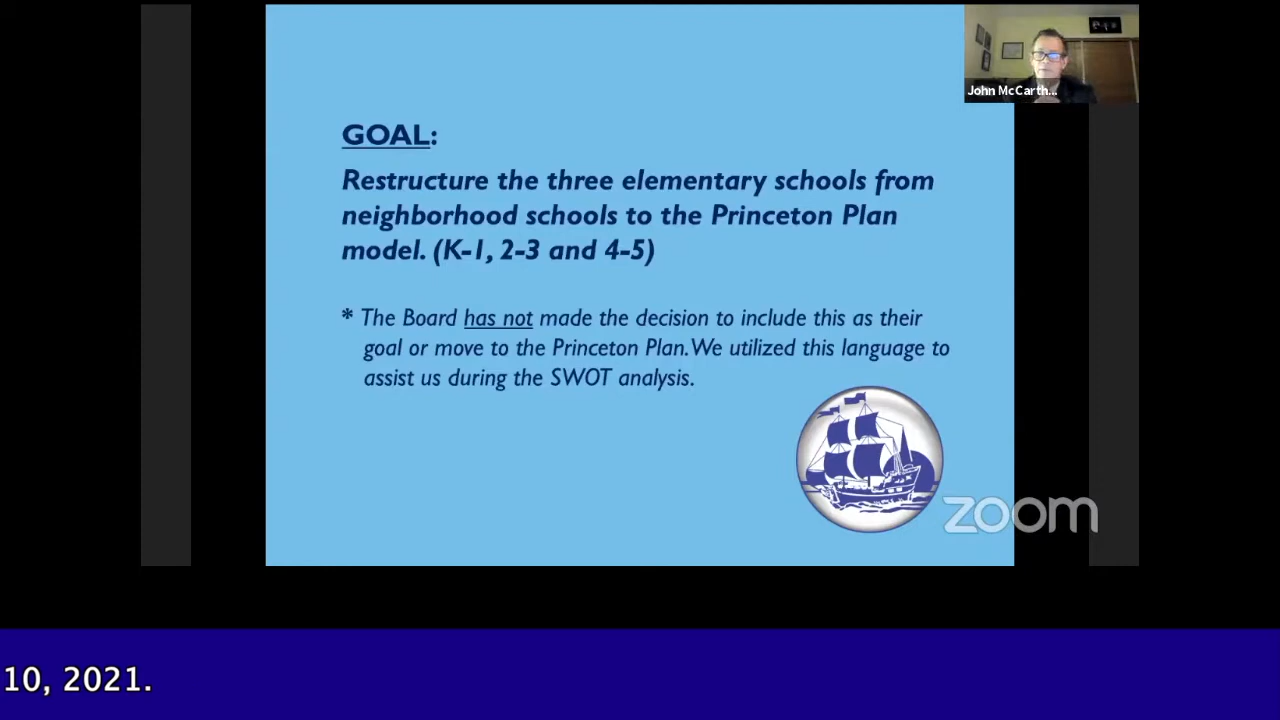 John McCarth...
GOAL:
Restructure the three elementary schools from
neighborhood schools to the Princeton Plan
model. (K-1, 2-3 and 4-5)
* The Board has not made the decision to include this as their
goal or move to the Princeton Plan. We utilized this language to
assist us during the SWOT analysis.
zoom
10, 2021.